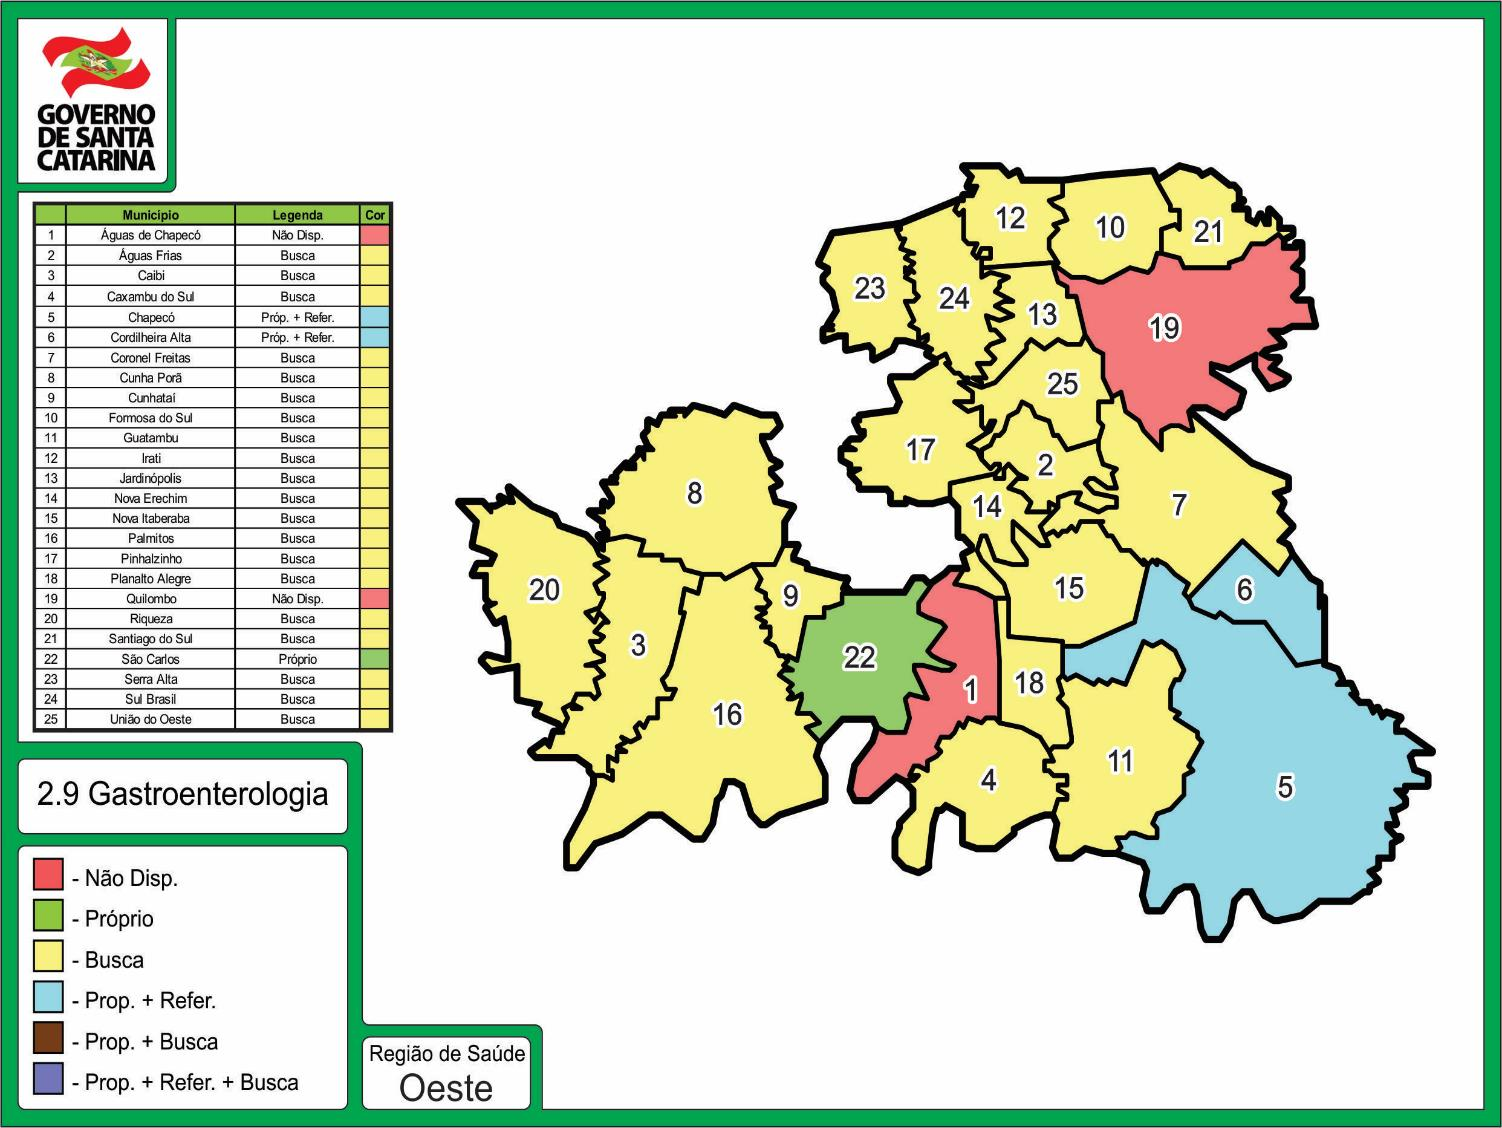 GOVERNO
DE SANTA
CATARINA
Município Legenda Cor
1 Águas de Chapecó Não Disp.
2 Águas Frias Busca
3 Caibi Busca
4 Caxambu do Sul Busca
5 Chapecó Próp. + Refer.
6 Cordilheira Alta Próp. + Refer.
7 Coronel Freitas Busca
8 Cunha Porã Busca
9 Cunhataí Busca
10 Formosa do Sul Busca
11 Guatambu Busca
12 Irati Busca
13 Jardinópolis Busca
14 Nova Erechim Busca
15 Nova Itaberaba Busca
16 Palmitos Busca
17 Pinhalzinho Busca
18 Planalto Alegre Busca
19 Quilombo Não Disp.
20 Riqueza Busca
21 Santiago do Sul Busca
22 São Carlos Próprio
23 Serra Alta Busca
24 Sul Brasil Busca
25 União do Oeste Busca
12
10
21
23
24
13
19
25
17
2
8
14
7
20
9
15
6
3
22
1
18
16
11
4
5
2.9 Gastroenterologia
- Não Disp.
- Próprio
- Busca
- Prop. + Refer.
- Prop. + Busca
- Prop. + Refer. + Busca
Região de Saúde
Oeste